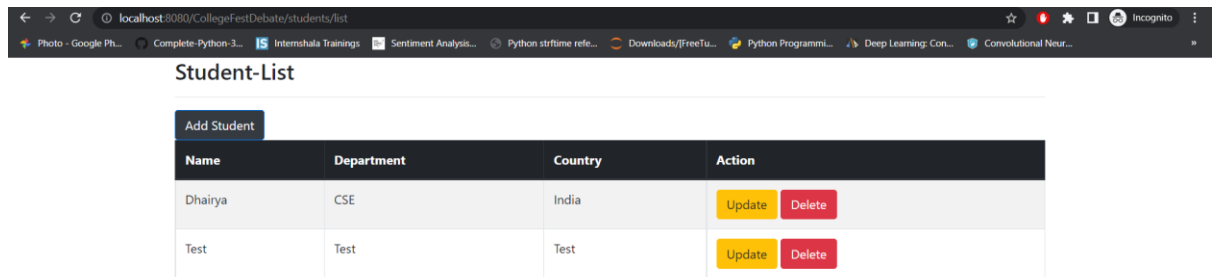 localhost:8080/CollegeFestDebate/students/list Incognito
Photo - Google Ph... Complete-Python-3... IS Internshala Trainings Sentiment Analysis... Python strftime refe... Downloads/[FreeTu... Python Programmi... Deep Learning: Con... Convolutional Neur... »
Student-List
Add Student
Name Department Country Action
Dhairya CSE India Update Delete
Test Test Test Update Delete